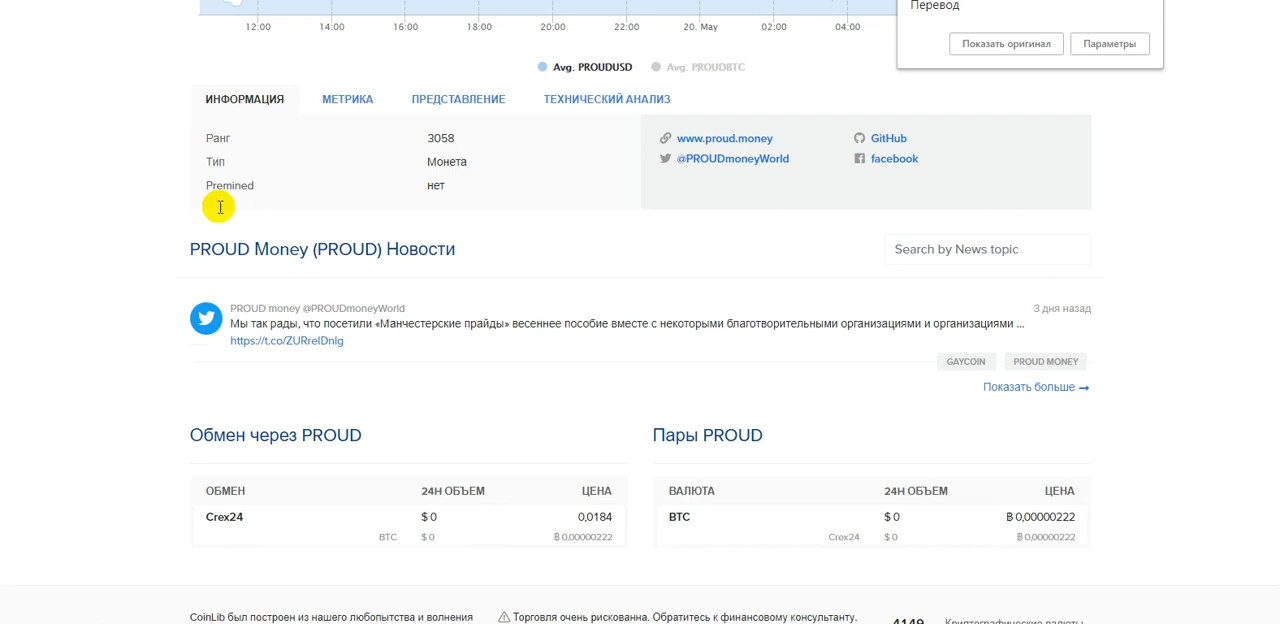 Перевод
Показать оригинал Параметры
12:00 14:00 16:00 18:00 20:00 22:00 20. May 02:00 04:00
Avg. PROUDUSD Avg. PROUDBTC
ИНФОРМАЦИЯ МЕТРИКА ПРЕДСТАВЛЕНИЕ ТЕХНИЧЕСКИЙ АНАЛИЗ
Ранг 3058 www.proud.money GitHub
Тип Монета @PROUDmoneyWorld facebook
Premined нет
PROUD Money (PROUD) Новости Search by News topic
PROUD money @PROUDmoneyWorld 3 дня назад
Мы так рады, что посетили «Манчестерские прайды» весеннее пособие вместе с некоторыми благотворительными организациями и организациями ...
https://t.co/ZURrelDnlg
GAYCOIN PROUD MONEY
Показать больше →
Обмен через PROUD Пары PROUD
ОБМЕН 24H ОБЪЕМ ЦЕНА ВАЛЮТА 24H ОБЪЕМ ЦЕНА
Crex24 $ 0 0,0184 BTC $ 0 ฿ 0,00000222
BTC $ 0 ฿ 0,00000222 Crex24 $ 0 ฿ 0,00000222
CoinLib был построен из нашего любопытства и волнения Торговля очень рискованна. Обратитесь к финансовому консультанту. 4149 Криптографические валюты